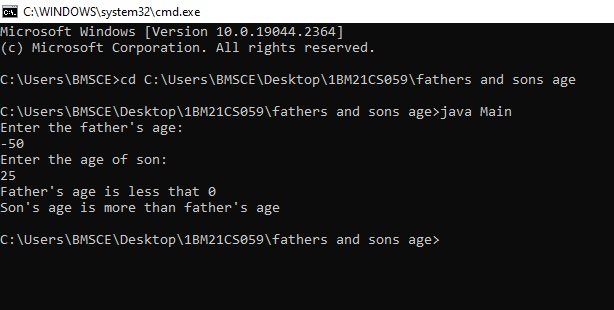 C:\WINDOWS\system32\cmd.exe
Microsoft Windows [Version 10.0.19044.2364]
(c) Microsoft Corporation. All rights reserved.
C:\Users\BMSCE>cd C:\Users\BMSCE\Desktop\1BM21CS059\fathers and sons age
C:\Users\BMSCE\Desktop\1BM21CS059\fathers and sons age>java Main
Enter the father's age:
-50
Enter the age of son:
25
Father's age is less that 0
Son's age is more than father's age
C:\Users\BMSCE\Desktop\1BM21CS059\fathers and sons age>